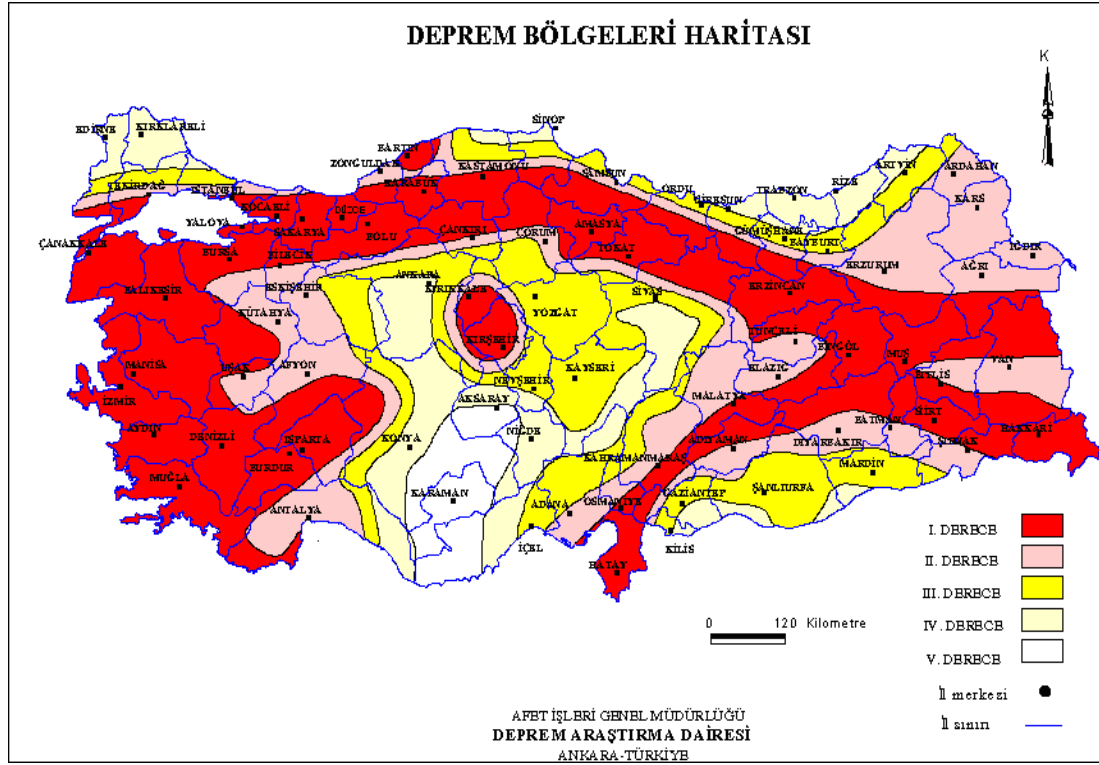 DEPREM BÖLGELERİ HARİTASI
K
SİNOP
EDİRNE
KIRKLARELİ
BARTIN
ZONGULDAK
KASTAMONU
KARABÜK
SAMSUN
ARTVİN
ARDAHAN
TEKİRDAĞ
İSTANBUL
ORDU
GİRESUN
TRABZON
RİZE
KARS
KOCAELİ
YALOVA
SAKARYA
DÜZCE
BOLU
ÇANKIRI
ÇORUM
AMASYA
TOKAT
GÜMÜŞHANE
BAYBURT
IĞDIR
ÇANAKKALE
BURSA
BİLECİK
ERZURUM
AĞRI
BALIKESİR
ESKİŞEHİR
ANKARA
KIRIKKALE
YOZGAT
SİVAS
ERZİNCAN
KÜTAHYA
KIRŞEHİR
TUNCELİ
BİNGÖL
MUŞ
VAN
MANİSA
UŞAK
AFYON
NEVŞEHİR
KAYSERİ
ELAZIĞ
BİTLİS
İZMİR
AKSARAY
MALATYA
SİİRT
AYDIN
DENİZLİ
ISPARTA
BURDUR
KONYA
NİĞDE
ADIYAMAN
DİYARBAKIR
BATMAN
ŞIRNAK
HAKKARİ
MUĞLA
KAHRAMANMARAŞ
MARDİN
ANTALYA
KARAMAN
ADANA
OSMANİYE
GAZİANTEP
ŞANLIURFA
İÇEL
KİLİS
HATAY
I. DERECE
II. DERECE
III. DERECE
IV. DERECE
V. DERECE
0 120 Kilometre
İl merkezi
İl sınırı
AFET İŞLERİ GENEL MÜDÜRLÜĞÜ
DEPREM ARAŞTIRMA DAİRESİ
ANKARA-TÜRKİYE